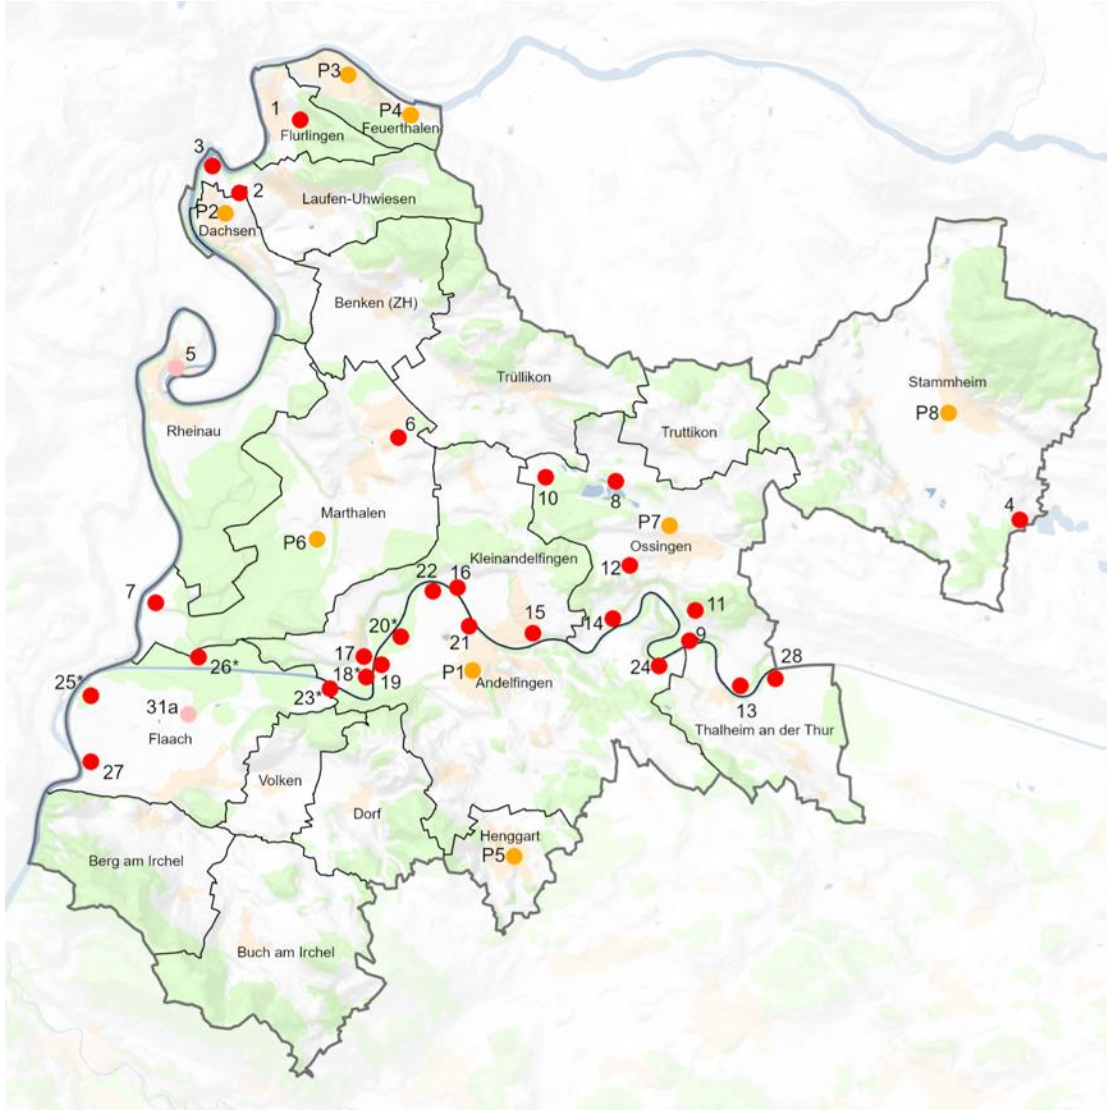 P3
1
P4
Flurlingen
Feuerthalen
3
2
Laufen-Uhwiesen
P2
Dachsen
Benken (ZH)
5
Trüllikon
Stammheim
P8
Rheinau
6
Truttikon
10
8
4
Marthalen
P7
P6
Ossingen
Kleinandelfingen
12
22
16
7
11
15
14
20*
21
9
17
26*
18*
19
P1
24
28
25*
23*
Andelfingen
13
31a
Flaach
Thalheim an der Thur
27
Volken
Dorf
Henggart
P5
Berg am Irchel
Buch am Irchel